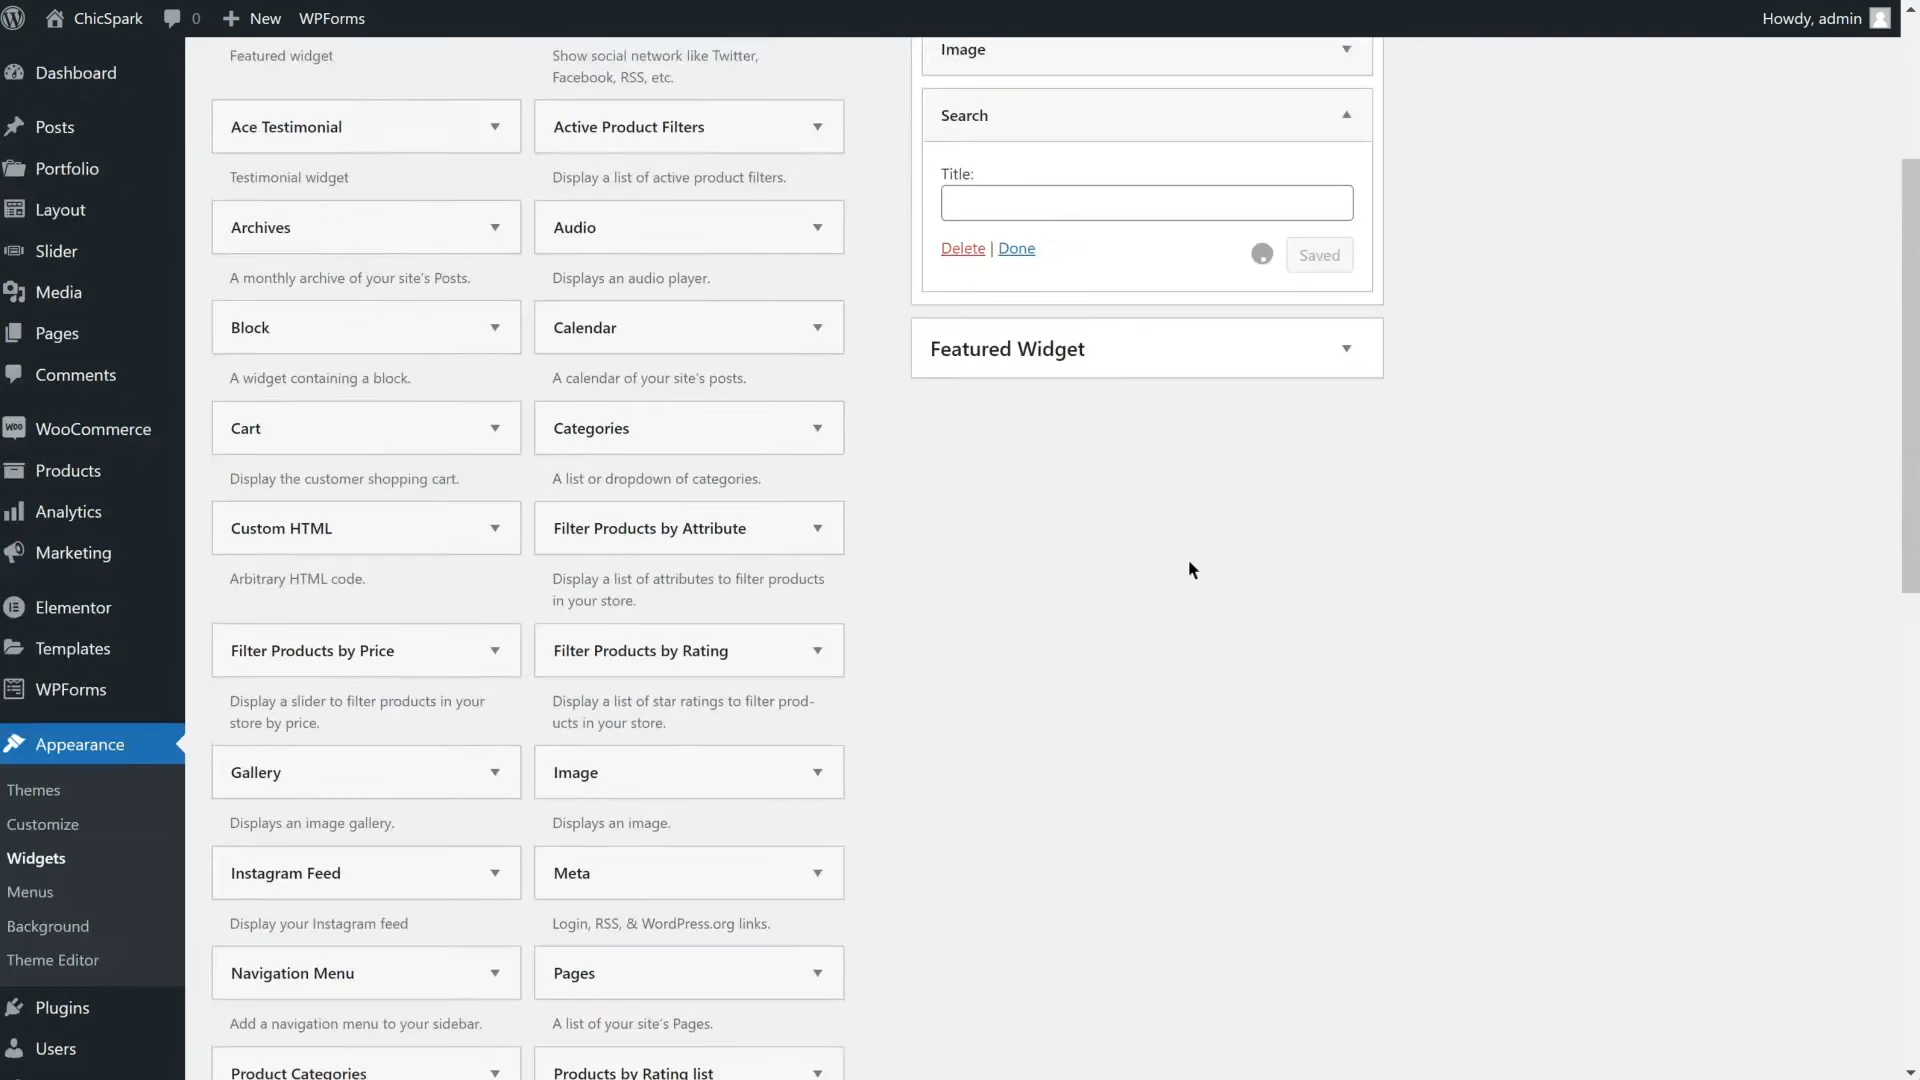 ChicSpark 0 New WPForms Howdy, admin
Dashboard
Posts
Portfolio
Layout
Slider
Media
Pages
Comments
WOO WooCommerce
Products
Analytics
Marketing
Elementor
Templates
WPForms
Appearance
Themes
Customize
Widgets
Menus
Background
Theme Editor
Plugins
Users
Featured widget
Ace Testimonial
Testimonial widget
Archives
A monthly archive of your site's Posts.
Block
A widget containing a block.
Cart
Display the customer shopping cart.
Custom HTML
Arbitrary HTML code.
Filter Products by Price
Display a slider to filter products in your
store by price.
Gallery
Displays an image gallery.
Instagram Feed
Display your Instagram feed
Navigation Menu
Add a navigation menu to your sidebar.
Product Categories
Show social network like Twitter,
Facebook, RSS, etc.
Active Product Filters
Display a list of active product filters.
Audio
Displays an audio player.
Calendar
A calendar of your site's posts.
Categories
A list or dropdown of categories.
Filter Products by Attribute
Display a list of attributes to filter products
in your store.
Filter Products by Rating
Display a list of star ratings to filter prod-
ucts in your store.
Image
Displays an image.
Meta
Login, RSS, & WordPress.org links.
Pages
A list of your site's Pages.
Products by Rating list
Image
Search
Title:
Delete | Done Saved
Featured Widget